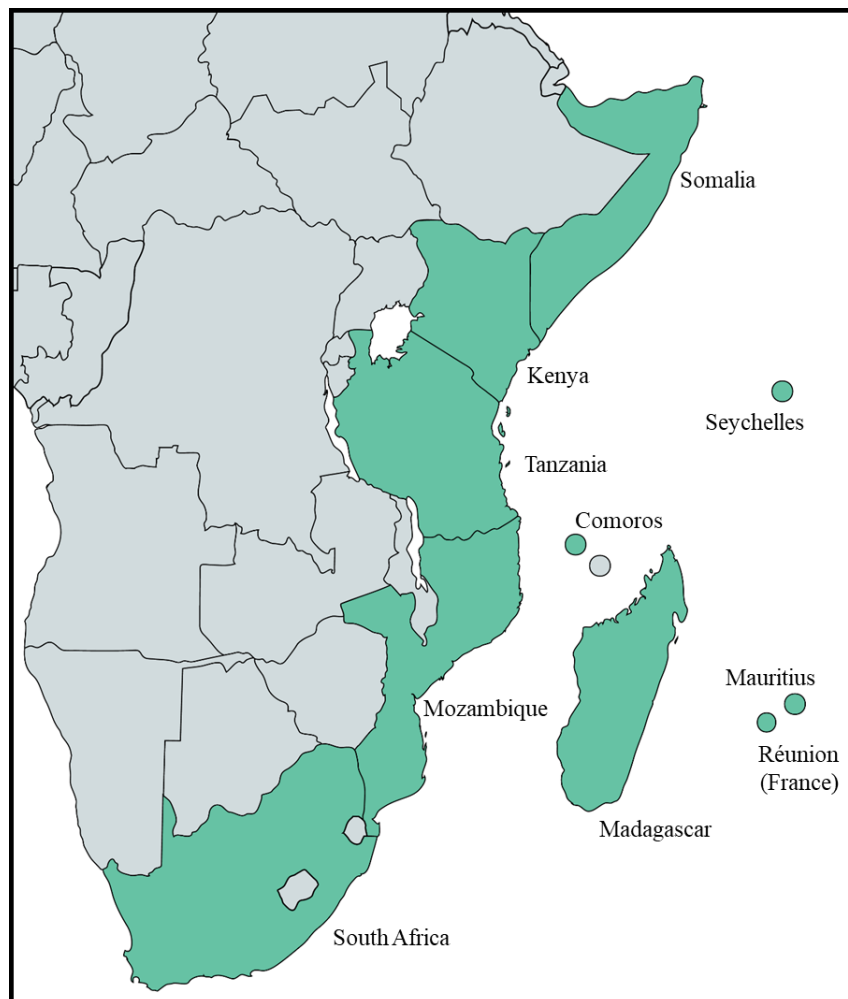 Somalia
Kenya
Seychelles
Tanzania
Comoros
Mauritius
Mozambique
Réunion
(France)
Madagascar
South Africa